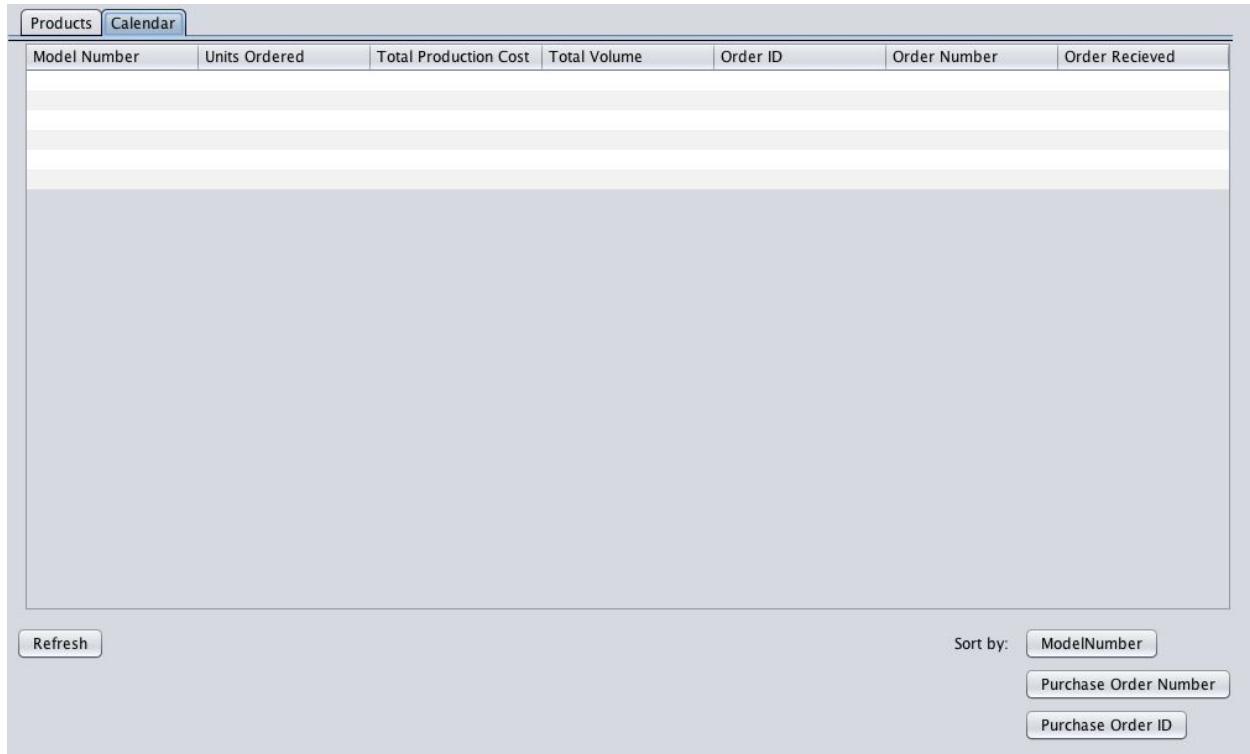 Products Calendar
Model Number Units Ordered Total Production Cost Total Volume Order ID Order Number Order Recieved
Refresh Sort by: ModelNumber
Purchase Order Number
Purchase Order ID